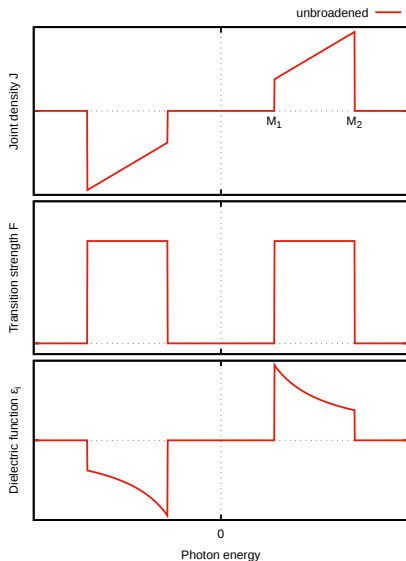 unbroadened
Joint density J
M₁ M₂
Transition strength F
Dielectric function εᵢ
0
Photon energy